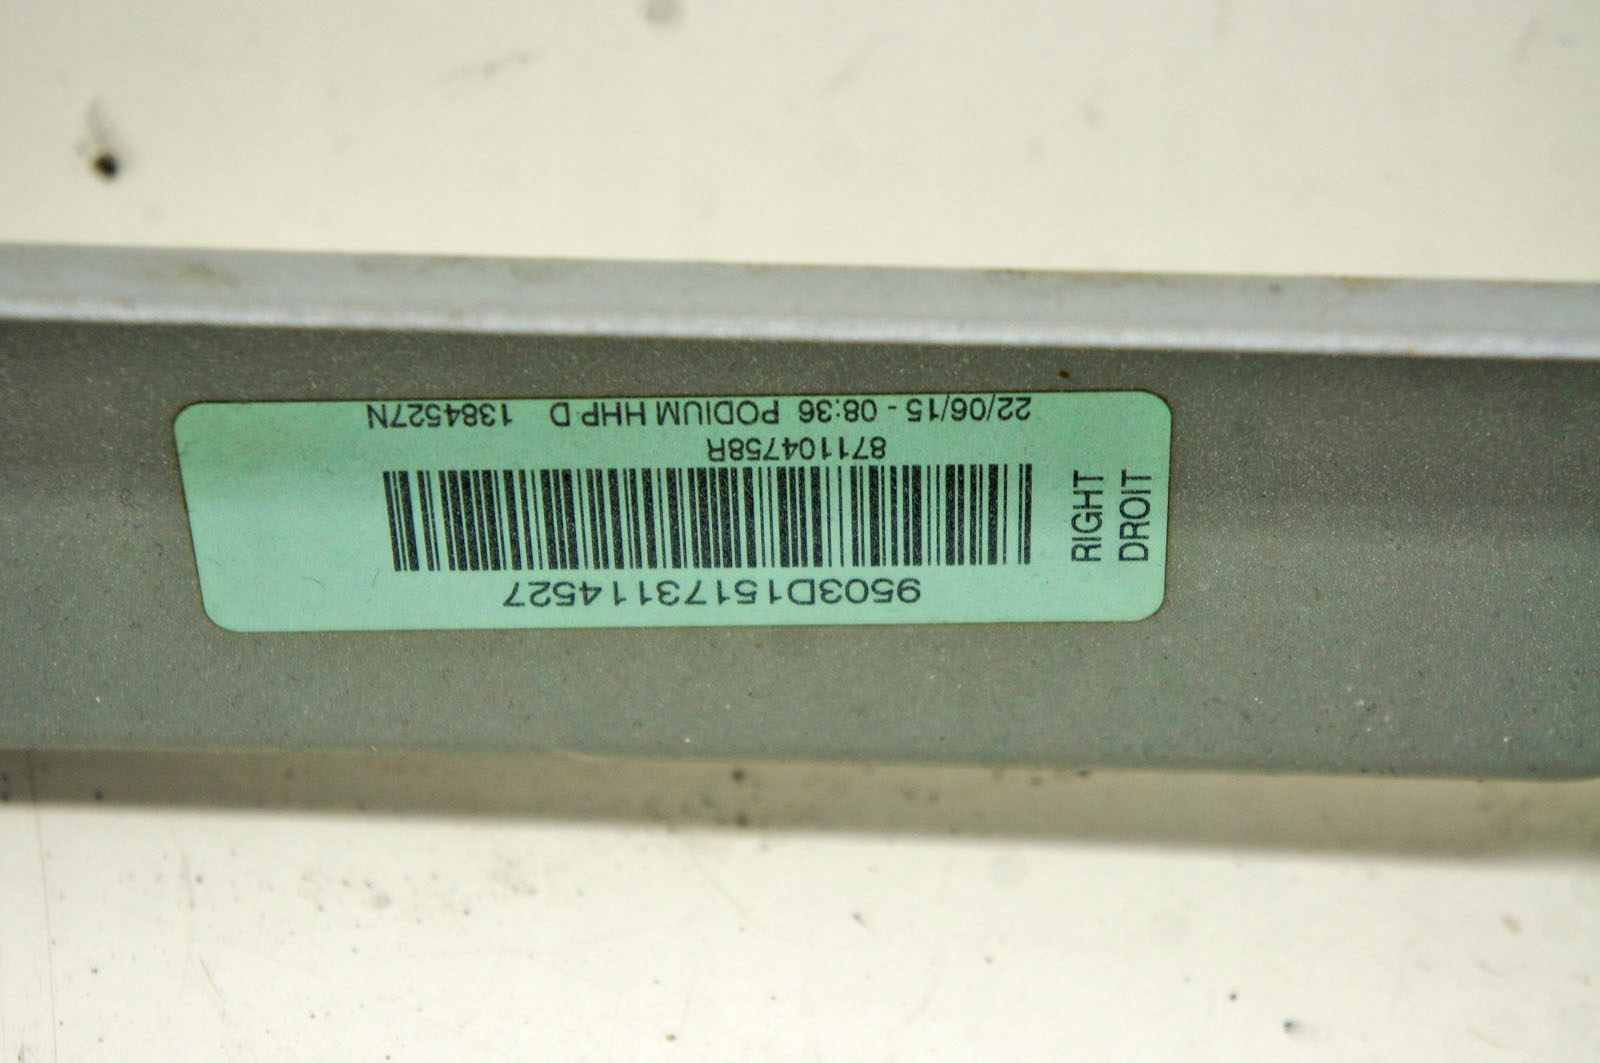 9503D15173114527
871104758R
22/06/15 - 08:36 PODIUM HHP D 1384527N
RIGHT
DROIT